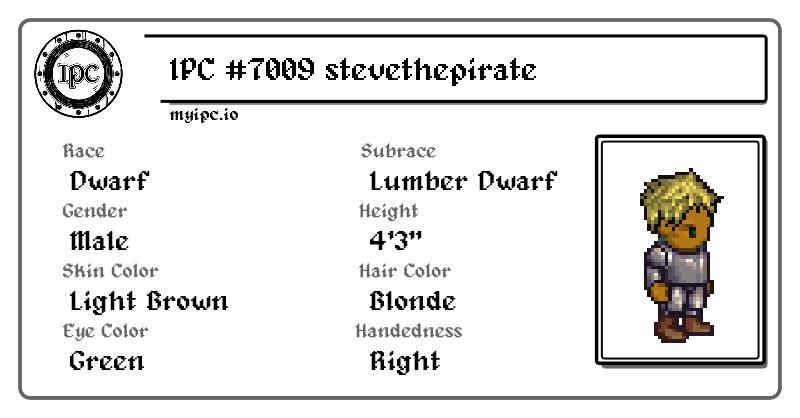 IPC
IPC #7009 stevethepirate
myipc.io
Race
Dwarf
Subrace
Lumber Dwarf
Gender
Male
Height
4'3"
Skin Color
Light Brown
Hair Color
Blonde
Eye Color
Green
Handedness
Right